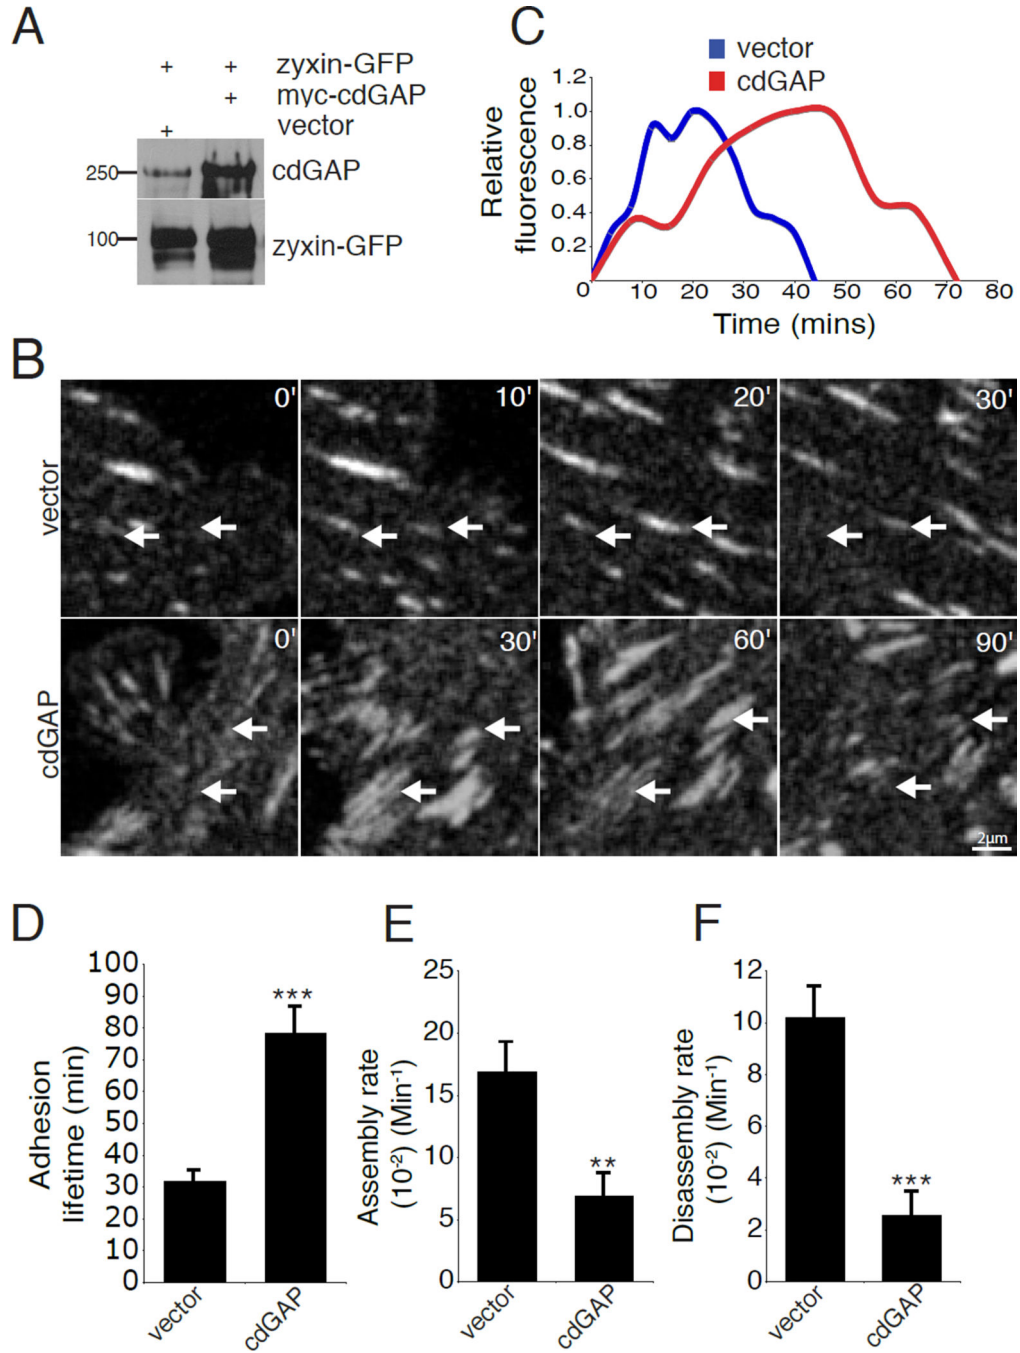 A
+ + zyxin-GFP
+ myc-cdGAP
+ vector
250 cdGAP
100 zyxin-GFP
C
vector
cdGAP
Relative
fluorescence
1.2
1.0
0.8
0.6
0.4
0.2
0 10 20 30 40 50 60 70 80
Time (mins)
B
vector
0' 10' 20' 30'
cdGAP
0' 30' 60' 90'
2μm
D
Adhesion
lifetime (min)
100
90
80
70
60
50
40
30
20
10
0
***
vector cdGAP
E
Assembly rate
(10⁻²) (Min⁻¹)
25
20
15
10
5
0
**
vector cdGAP
F
Disassembly rate
(10⁻²) (Min⁻¹)
12
10
8
6
4
2
0
***
vector cdGAP